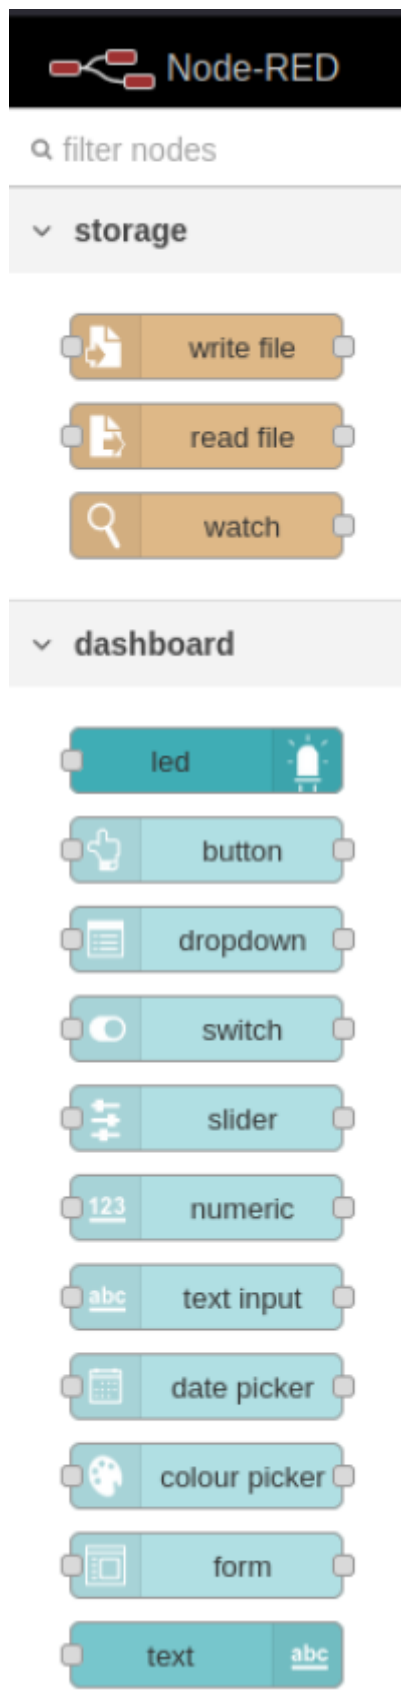 Node-RED
filter nodes
storage
write file
read file
watch
dashboard
led
button
dropdown
switch
slider
123 numeric
abc text input
date picker
colour picker
form
text abc